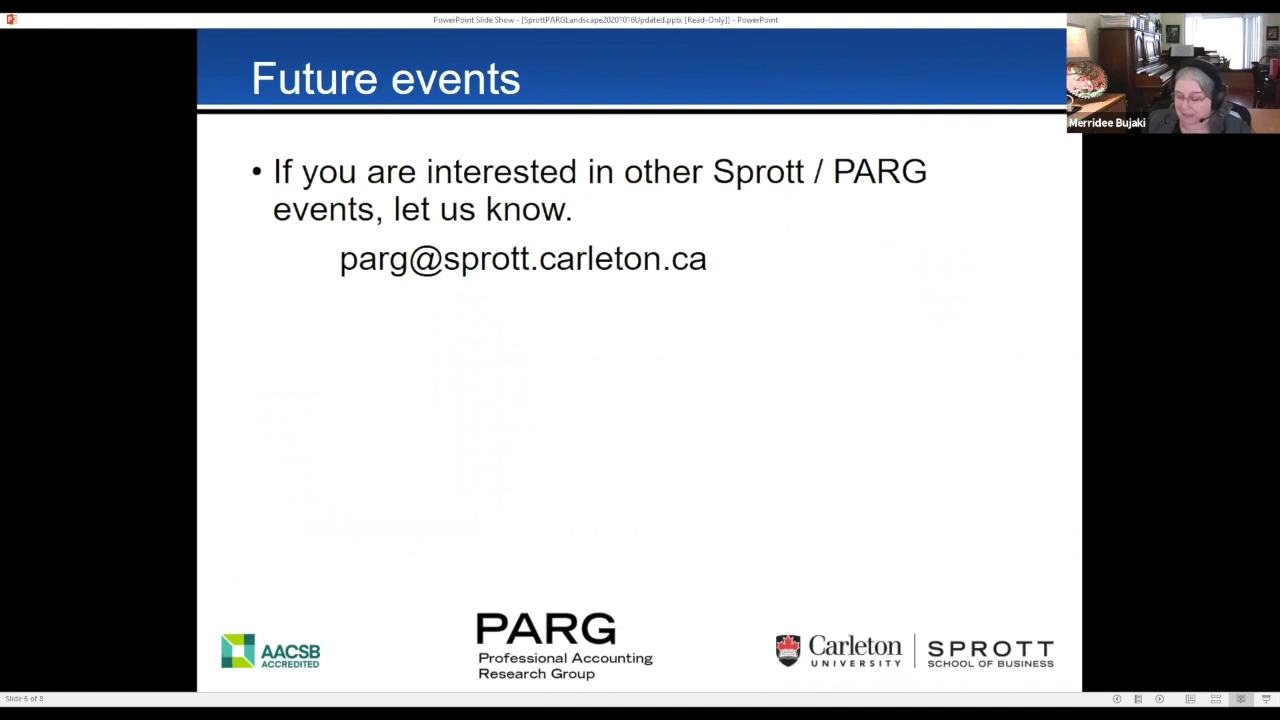 PowerPoint Slide Show - [SprottPARGLandscape20201016Updated.pptx [Read-Only]] - PowerPoint
Future events
Merridee Bujaki
• If you are interested in other Sprott / PARG
events, let us know.
parg@sprott.carleton.ca
AACSB
ACCREDITED
PARG
Professional Accounting
Research Group
Carleton
UNIVERSITY
SPROTT
SCHOOL OF BUSINESS
Slide 6 of 8